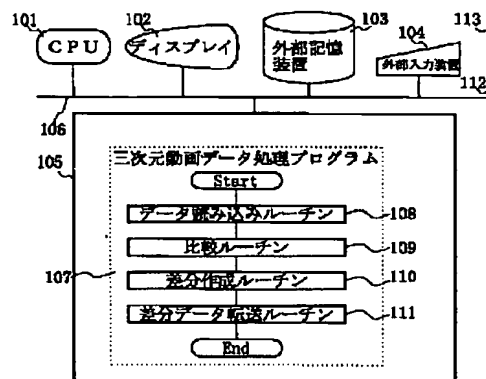 101
CPU
102
ディスプレイ
103
外部記憶
装置
104
外部入力装置
113
112
106
105
三次元動画データ処理プログラム
Start
データ読み込みルーチン
108
比較ルーチン
109
107
差分作成ルーチン
110
差分データ転送ルーチン
111
End